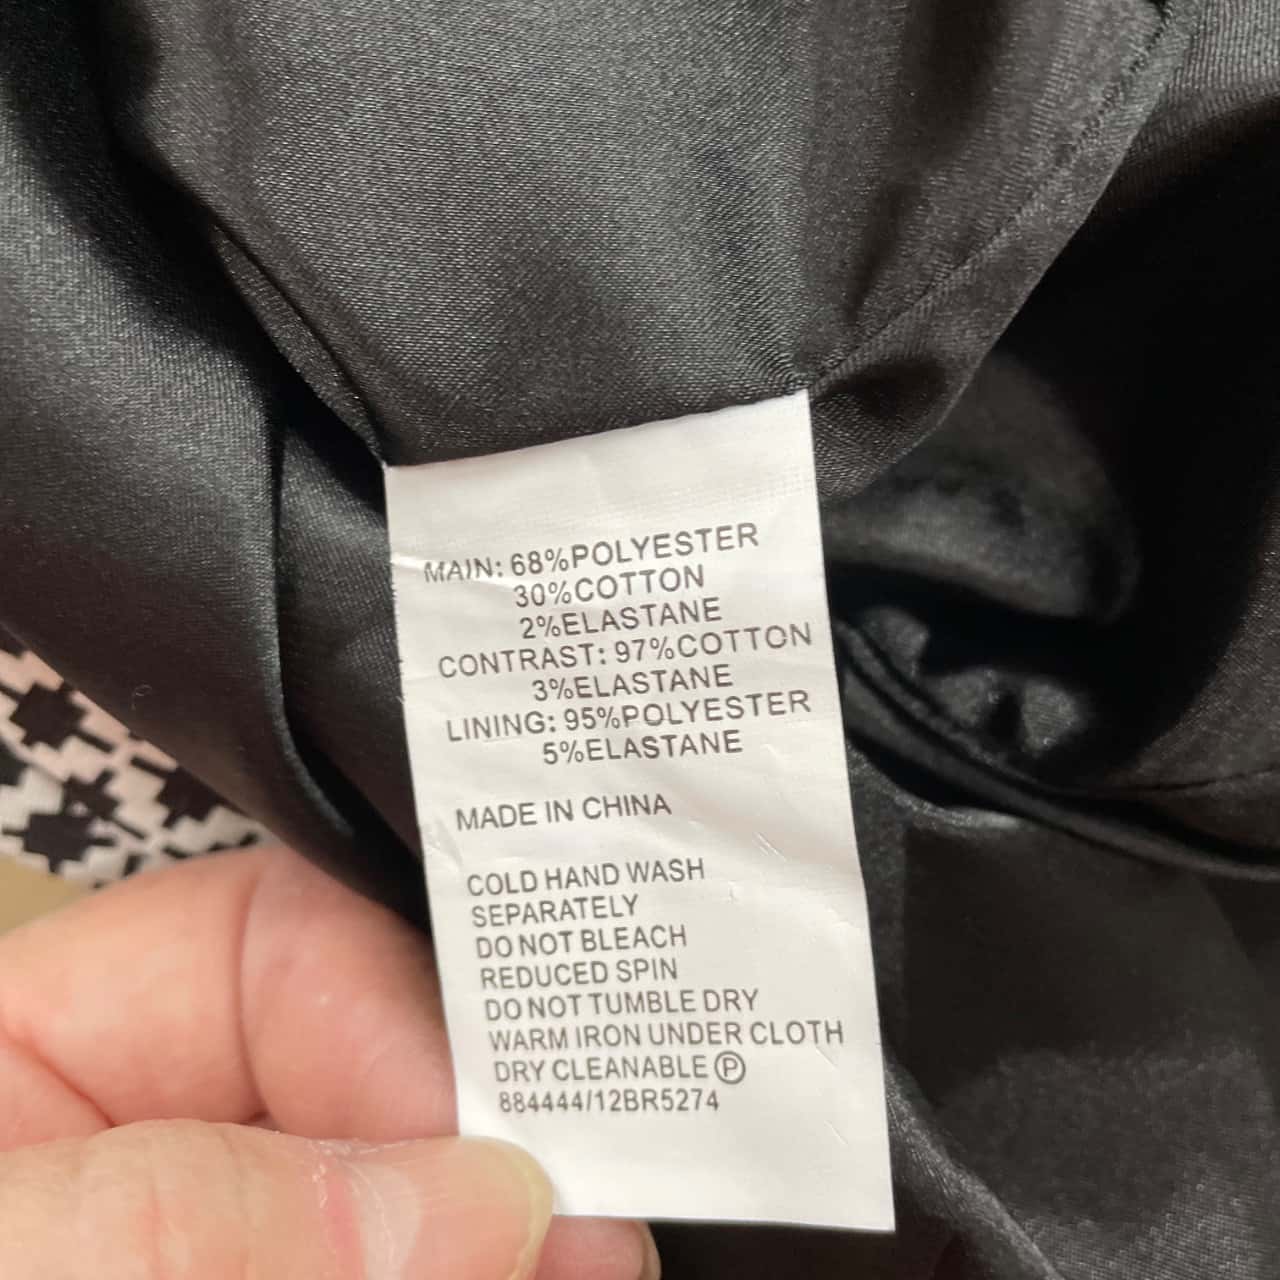 MAIN: 68%POLYESTER
30%COTTON
2%ELASTANE
CONTRAST: 97%COTTON
3%ELASTANE
LINING: 95%POLYESTER
5%ELASTANE
MADE IN CHINA
COLD HAND WASH
SEPARATELY
DO NOT BLEACH
REDUCED SPIN
DO NOT TUMBLE DRY
WARM IRON UNDER CLOTH
DRY CLEANABLE Ⓟ
884444/12BR5274